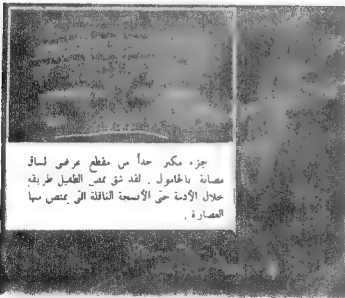 جزء مكبر جداً من مقطع عرضي لساق
مصابة بالحامول . لقد شق ممص الطفيل طريقه
خلال الأدمة حتى الأنسجة الناقلة التي يمتص منها
العصارة .